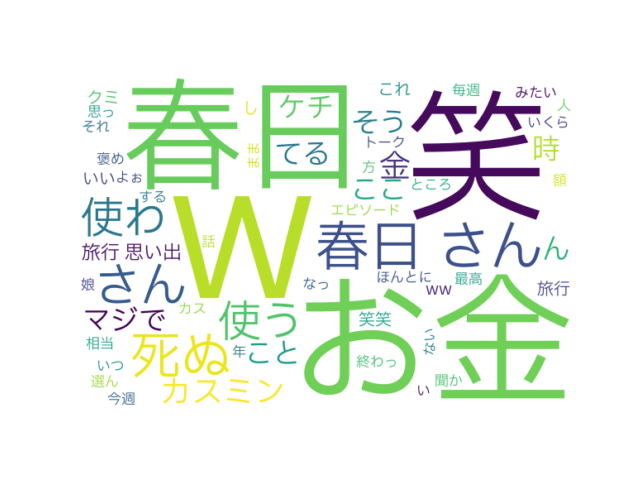 クミ
思っ
それ
春日
し
ケチ
てる
これ
そう
トーク
笑
毎週
みたい
いくら
人
時
額
褒め
いい
よぉ
まま
方
金
ここ
ところ
使わ
する
W
エピソード
春日 さん
ん
旅行 思い出
話
娘
さん
カス
なっ
ほんとに
ww
最高
旅行
マジで
使う
お金
笑笑
ない
相当
死ぬ
年
こと
終わっ
いつ
選ん
カスミン
聞か
い
今週